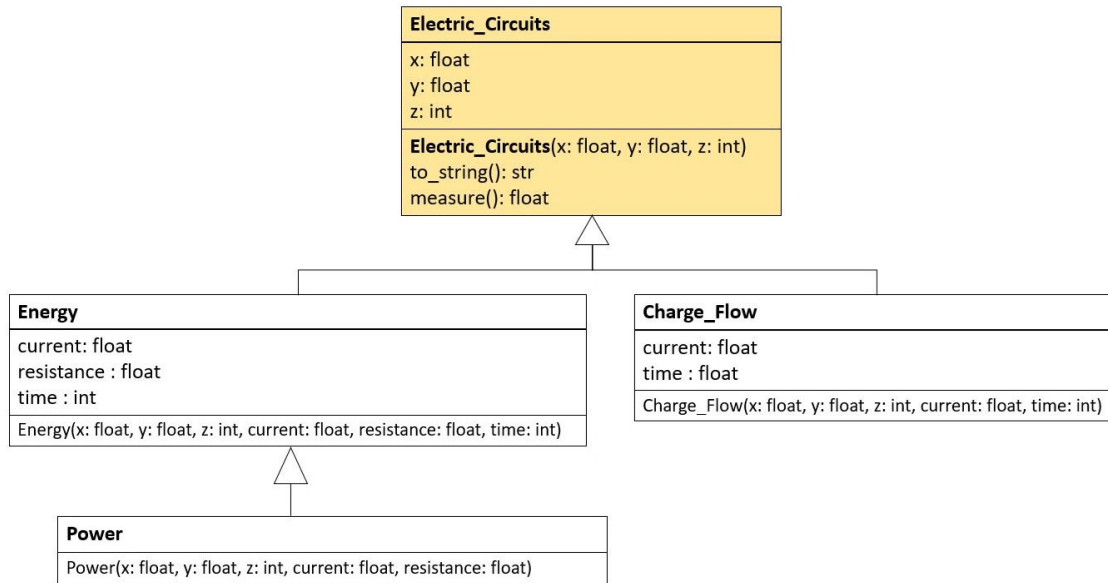 Electric_Circuits
x: float
y: float
z: int
Electric_Circuits(x: float, y: float, z: int)
to_string(): str
measure(): float
Energy
current: float
resistance : float
time : int
Energy(x: float, y: float, z: int, current: float, resistance: float, time: int)
Charge_Flow
current: float
time : float
Charge_Flow(x: float, y: float, z: int, current: float, time: int)
Power
Power(x: float, y: float, z: int, current: float, resistance: float)